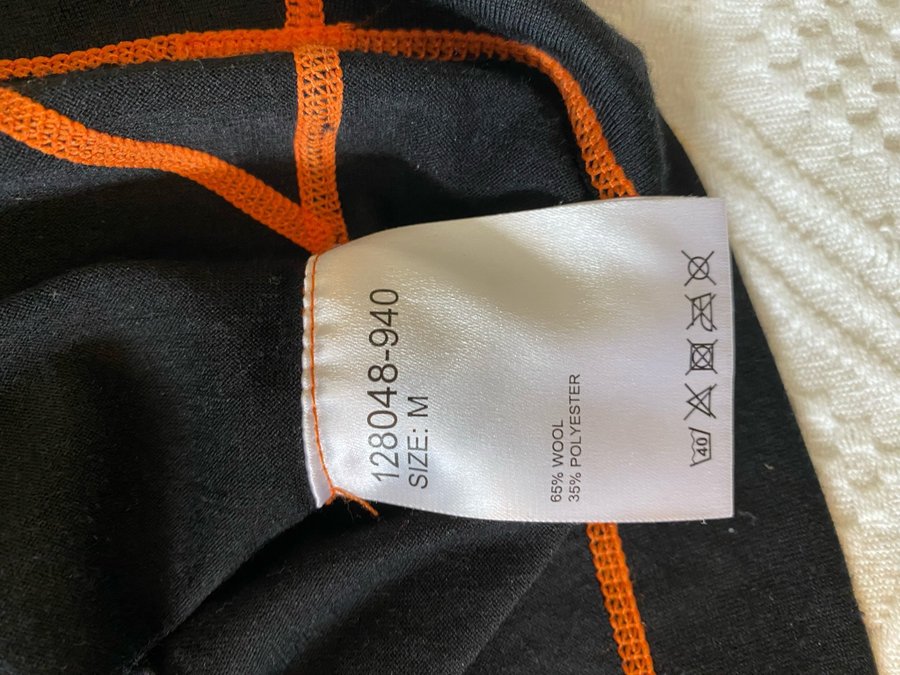 128048-940
SIZE: M
65% WOOL
35% POLYESTER
40